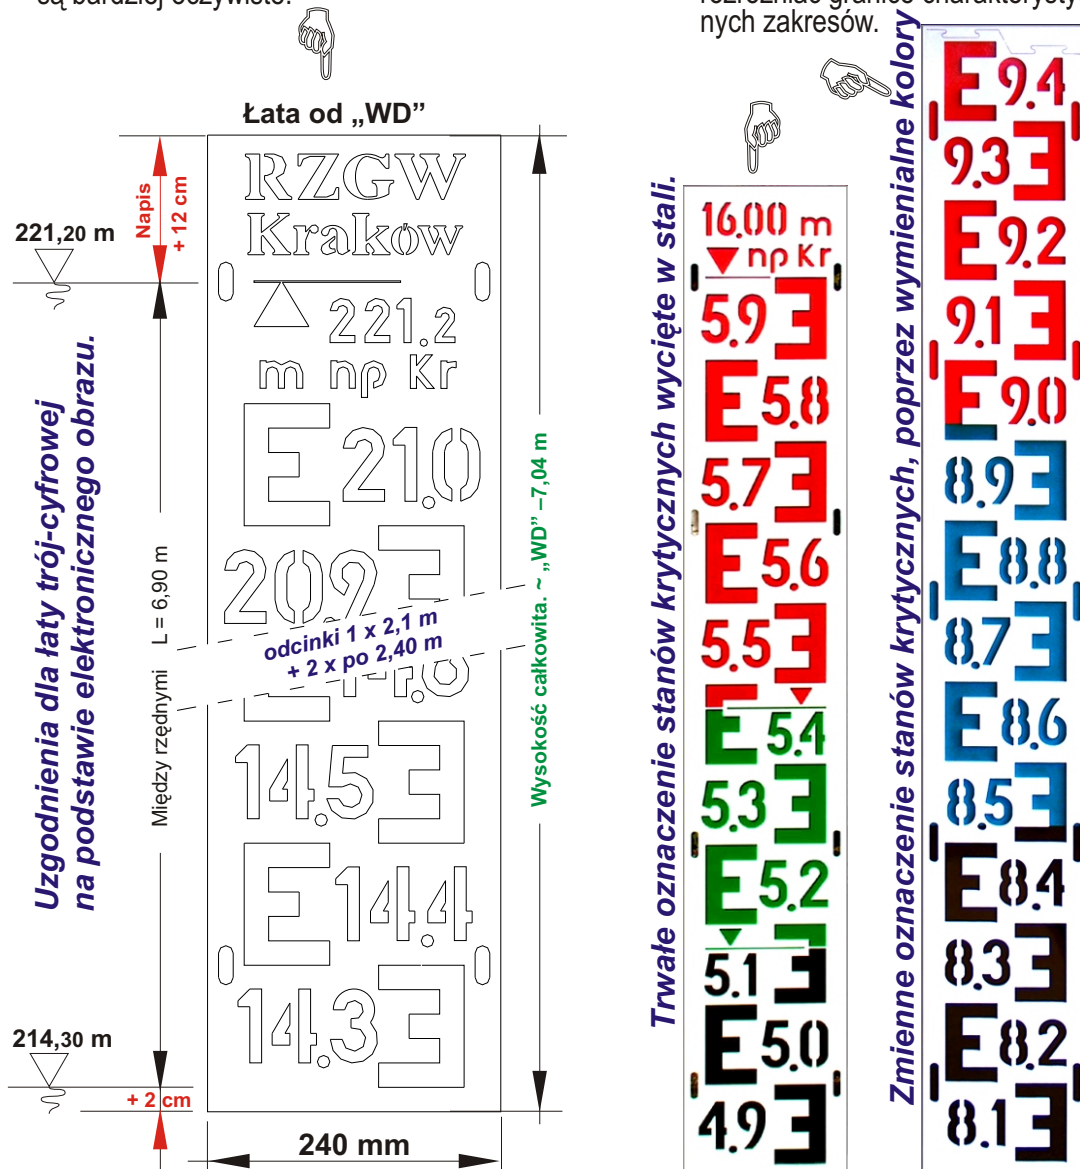 są bardziej oczywiste.
rozróżniać granice charakterysty
nych zakresów.
Łata od „WD”
RZGW
Kraków
Napis
+ 12 cm
221,20 m
221.2
m np Kr
E 21.0
20.9 E
odcinki 1 x 2,1 m
+ 2 x po 2,40 m
E 14.6
14.5 E
E 14.4
14.3 E
214,30 m
+ 2 cm
240 mm
Uzgodnienia dla łaty trój-cyfrowej
na podstawie elektronicznego obrazu.
Między rzędnymi L = 6,90 m
Wysokość całkowita. ~ „WD” –7,04 m
Trwałe oznaczenie stanów krytycznych wycięte w stali.
16.00 m
np Kr
5.9 E
E 5.8
5.7 E
E 5.6
5.5 E
E 5.4
5.3 E
E 5.2
5.1 E
E 5.0
4.9 E
Zmienne oznaczenie stanów krytycznych, poprzez wymienialne kolory
E 9.4
9.3 E
E 9.2
9.1 E
E 9.0
8.9 E
E 8.8
8.7 E
E 8.6
8.5 E
E 8.4
8.3 E
E 8.2
8.1 E